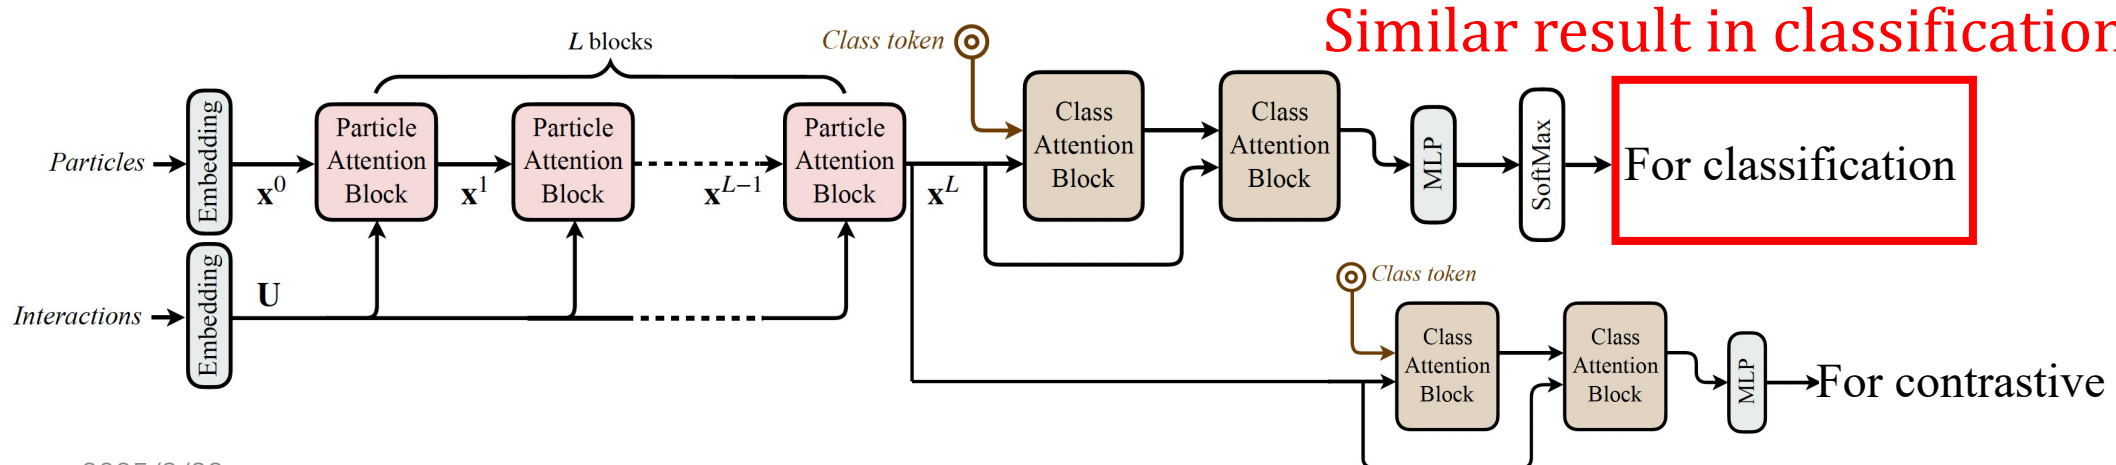 Similar result in classification
L blocks
Class token
Particles
Embedding
x⁰
Particle
Attention
Block
x¹
Particle
Attention
Block
xᴸ⁻¹
Particle
Attention
Block
xᴸ
Class
Attention
Block
Class
Attention
Block
MLP
SoftMax
For classification
Interactions
Embedding
U
Class token
Class
Attention
Block
Class
Attention
Block
MLP
For contrastive